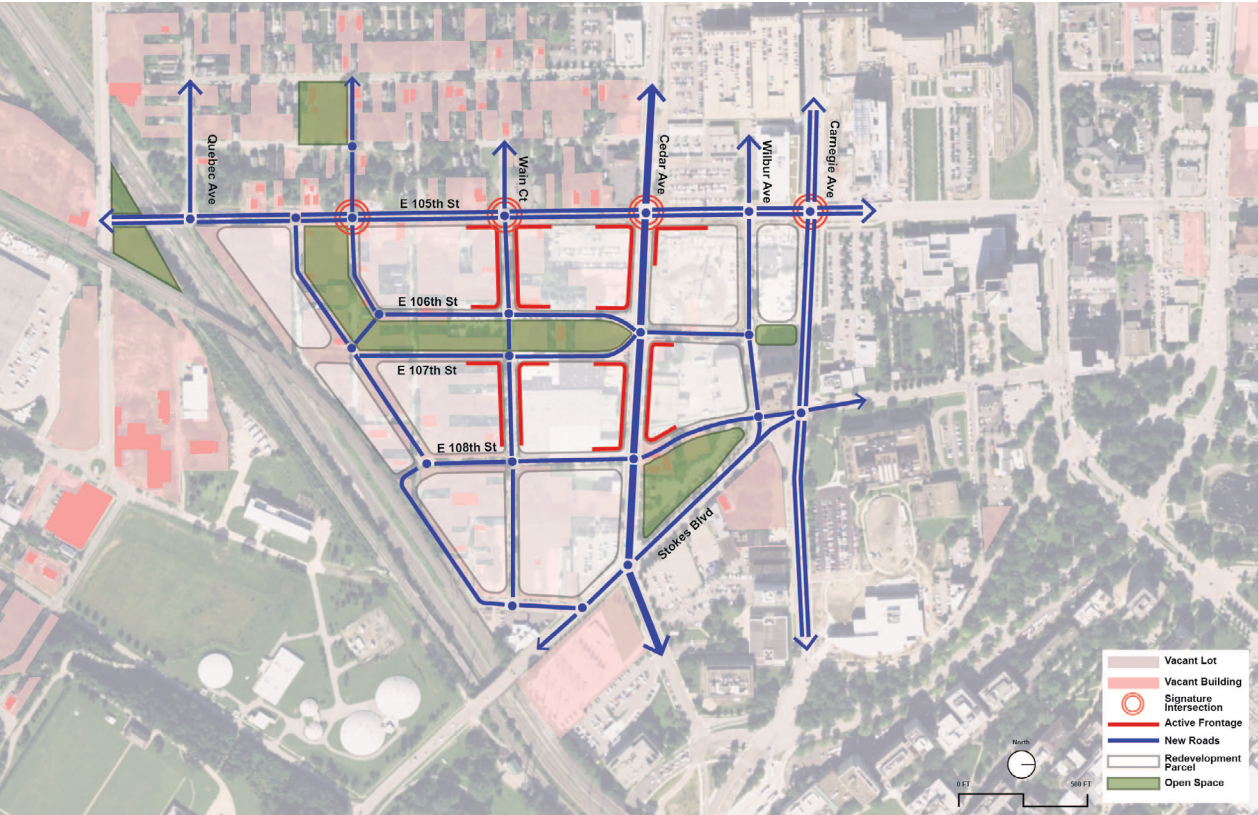 Quebec Ave
Wain Ct
Cedar Ave
Wilbur Ave
Carnegie Ave
E 105th St
E 106th St
E 107th St
E 108th St
Stokes Blvd
Vacant Lot
Vacant Building
Signature
Intersection
Active Frontage
New Roads
Redevelopment
Parcel
Open Space
North
0 FT
500 FT